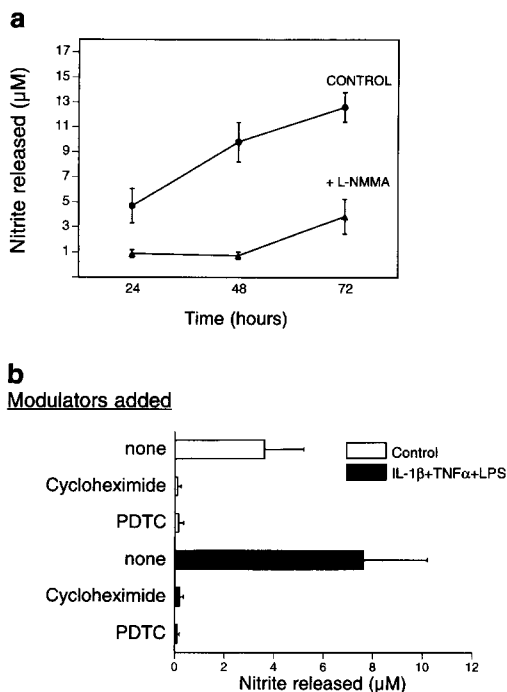 a
Nitrite released (µM)
17
15
13
11
9
7
5
3
1
CONTROL
+ L-NMMA
24 48 72
Time (hours)
b
Modulators added
none
Cycloheximide
PDTC
none
Cycloheximide
PDTC
Control
IL-1β+TNFα+LPS
0 2 4 6 8 10 12
Nitrite released (µM)